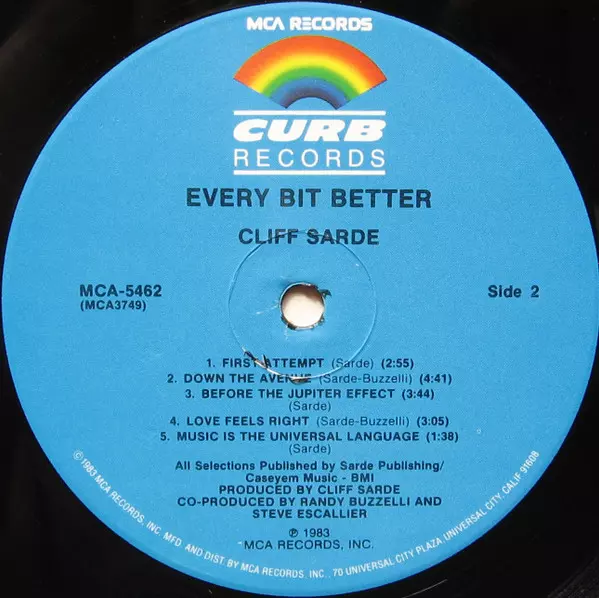 MCA RECORDS
CURB
RECORDS
EVERY BIT BETTER
CLIFF SARDE
MCA-5462
(MCA3749)
Side 2
1. FIRST ATTEMPT (Sarde) (2:55)
2. DOWN THE AVENUE (Sarde-Buzzelli) (4:41)
3. BEFORE THE JUPITER EFFECT (3:44)
(Sarde)
4. LOVE FEELS RIGHT (Sarde-Buzzelli) (3:05)
5. MUSIC IS THE UNIVERSAL LANGUAGE (1:38)
(Sarde)
All Selections Published by Sarde Publishing/
Caseyem Music - BMI
PRODUCED BY CLIFF SARDE
CO-PRODUCED BY RANDY BUZZELLI AND
STEVE ESCALLIER
℗ 1983
MCA RECORDS, INC.
©1983 MCA RECORDS, INC. MFD. AND DIST. BY MCA RECORDS, INC., 70 UNIVERSAL CITY PLAZA, UNIVERSAL CITY, CALIF. 91608